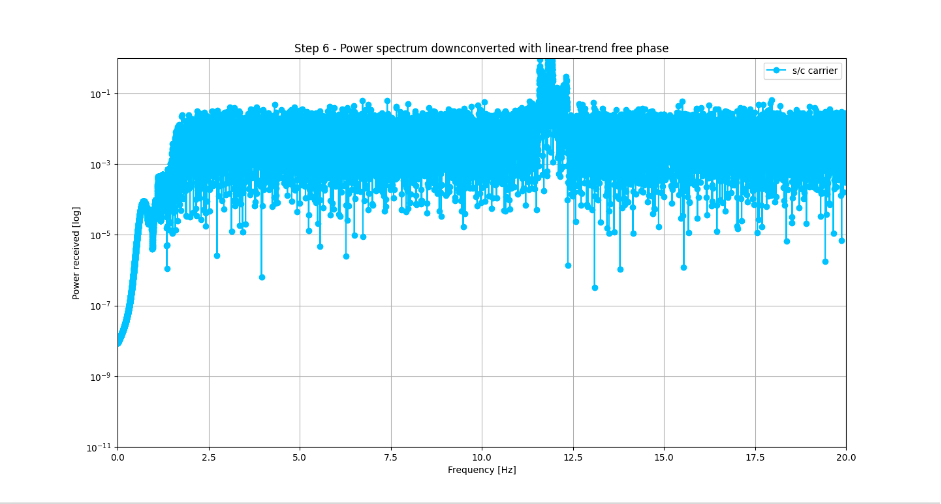 Step 6 - Power spectrum downconverted with linear-trend free phase
s/c carrier
Power received [log]
10⁻¹
10⁻³
10⁻⁵
10⁻⁷
10⁻⁹
10⁻¹¹
0.0 2.5 5.0 7.5 10.0 12.5 15.0 17.5 20.0
Frequency [Hz]